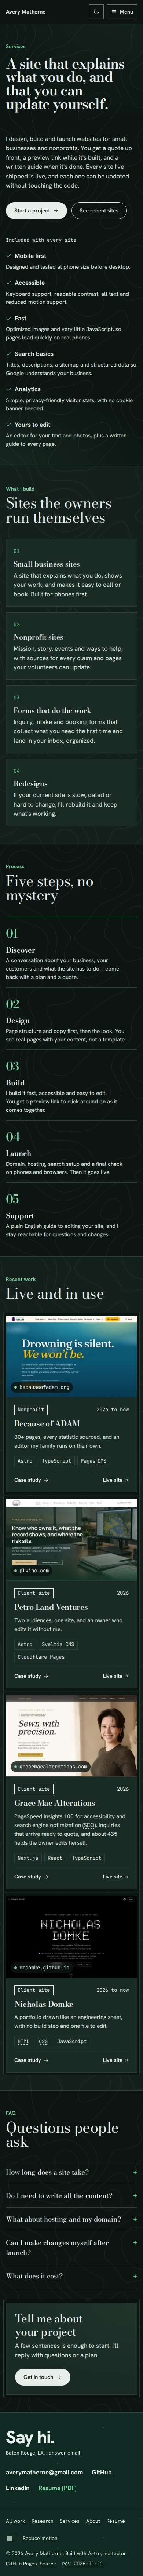 Avery Matherne
Menu
Services
A site that explains
what you do, and
that you can
update yourself.
I design, build and launch websites for small
businesses and nonprofits. You get a quote up
front, a preview link while it's built, and a
written guide when it's done. Every site I've
shipped is live, and each one can be updated
without touching the code.
Start a project →
See recent sites
Included with every site
Mobile first
Designed and tested at phone size before desktop.
Accessible
Keyboard support, readable contrast, alt text and
reduced-motion support.
Fast
Optimized images and very little JavaScript, so
pages load quickly on real phones.
Search basics
Titles, descriptions, a sitemap and structured data so
Google understands your business.
Analytics
Simple, privacy-friendly visitor stats, with no cookie
banner needed.
Yours to edit
An editor for your text and photos, plus a written
guide to every page.
What I build
Sites the owners
run themselves
01
Small business sites
A site that explains what you do, shows
your work, and makes it easy to call or
book. Built for phones first.
02
Nonprofit sites
Mission, story, events and ways to help,
with sources for every claim and pages
your volunteers can update.
03
Forms that do the work
Inquiry, intake and booking forms that
collect what you need the first time and
land in your inbox, organized.
04
Redesigns
If your current site is slow, dated or
hard to change, I'll rebuild it and keep
what's working.
Process
Five steps, no
mystery
01
Discover
A conversation about your business, your
customers and what the site has to do. I come
back with a plan and a quote.
02
Design
Page structure and copy first, then the look. You
see real pages with your content, not a template.
03
Build
I build it fast, accessible and easy to edit.
You get a preview link to click around on as it
comes together.
04
Launch
Domain, hosting, search setup and a final check
on phones and browsers. Then it goes live.
05
Support
A plain-English guide to editing your site, and I
stay reachable for questions and changes.
Recent work
Live and in use
Drowning is silent.
We won't be.
becauseofadam.org
Nonprofit
2026 to now
Because of ADAM
30+ pages, every statistic sourced, and an
editor my family runs on their own.
Astro TypeScript Pages CMS
Case study →
Live site ↗
Know who owns it, what the
record shows, and where the
risk sits.
plvinc.com
Client site
2026
Petro Land Ventures
Two audiences, one site, and an owner who
edits it without me.
Astro Sveltia CMS
Cloudflare Pages
Case study →
Live site ↗
Sewn with
precision.
gracemaealterations.com
Client site
2026
Grace Mae Alterations
PageSpeed Insights 100 for accessibility and
search engine optimization (SEO), inquiries
that arrive ready to quote, and about 435
fields the owner edits herself.
Next.js React TypeScript
Case study →
Live site ↗
NICHOLAS
DOMKE
nmdomke.github.io
Client site
2026 to now
Nicholas Domke
A portfolio drawn like an engineering sheet,
with no build step and one file to edit.
HTML CSS JavaScript
Case study →
Live site ↗
FAQ
Questions people
ask
How long does a site take? +
Do I need to write all the content? +
What about hosting and my domain? +
Can I make changes myself after
launch? +
What does it cost? +
Tell me about
your project
A few sentences is enough to start. I'll
reply with questions or a plan.
Get in touch →
Say hi.
Baton Rouge, LA. I answer email.
averymatherne@gmail.com GitHub
LinkedIn Résumé (PDF)
All work Research Services About Résumé
Reduce motion
© 2026 Avery Matherne. Built with Astro, hosted on
GitHub Pages. Source rev 2026-11-11